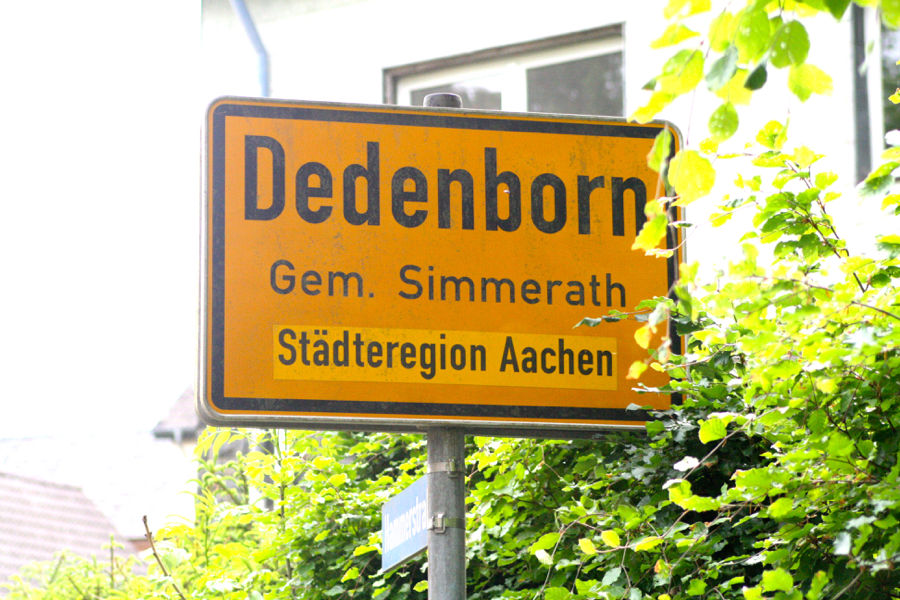 Dedenborn
Gem. Simmerath
Städteregion Aachen